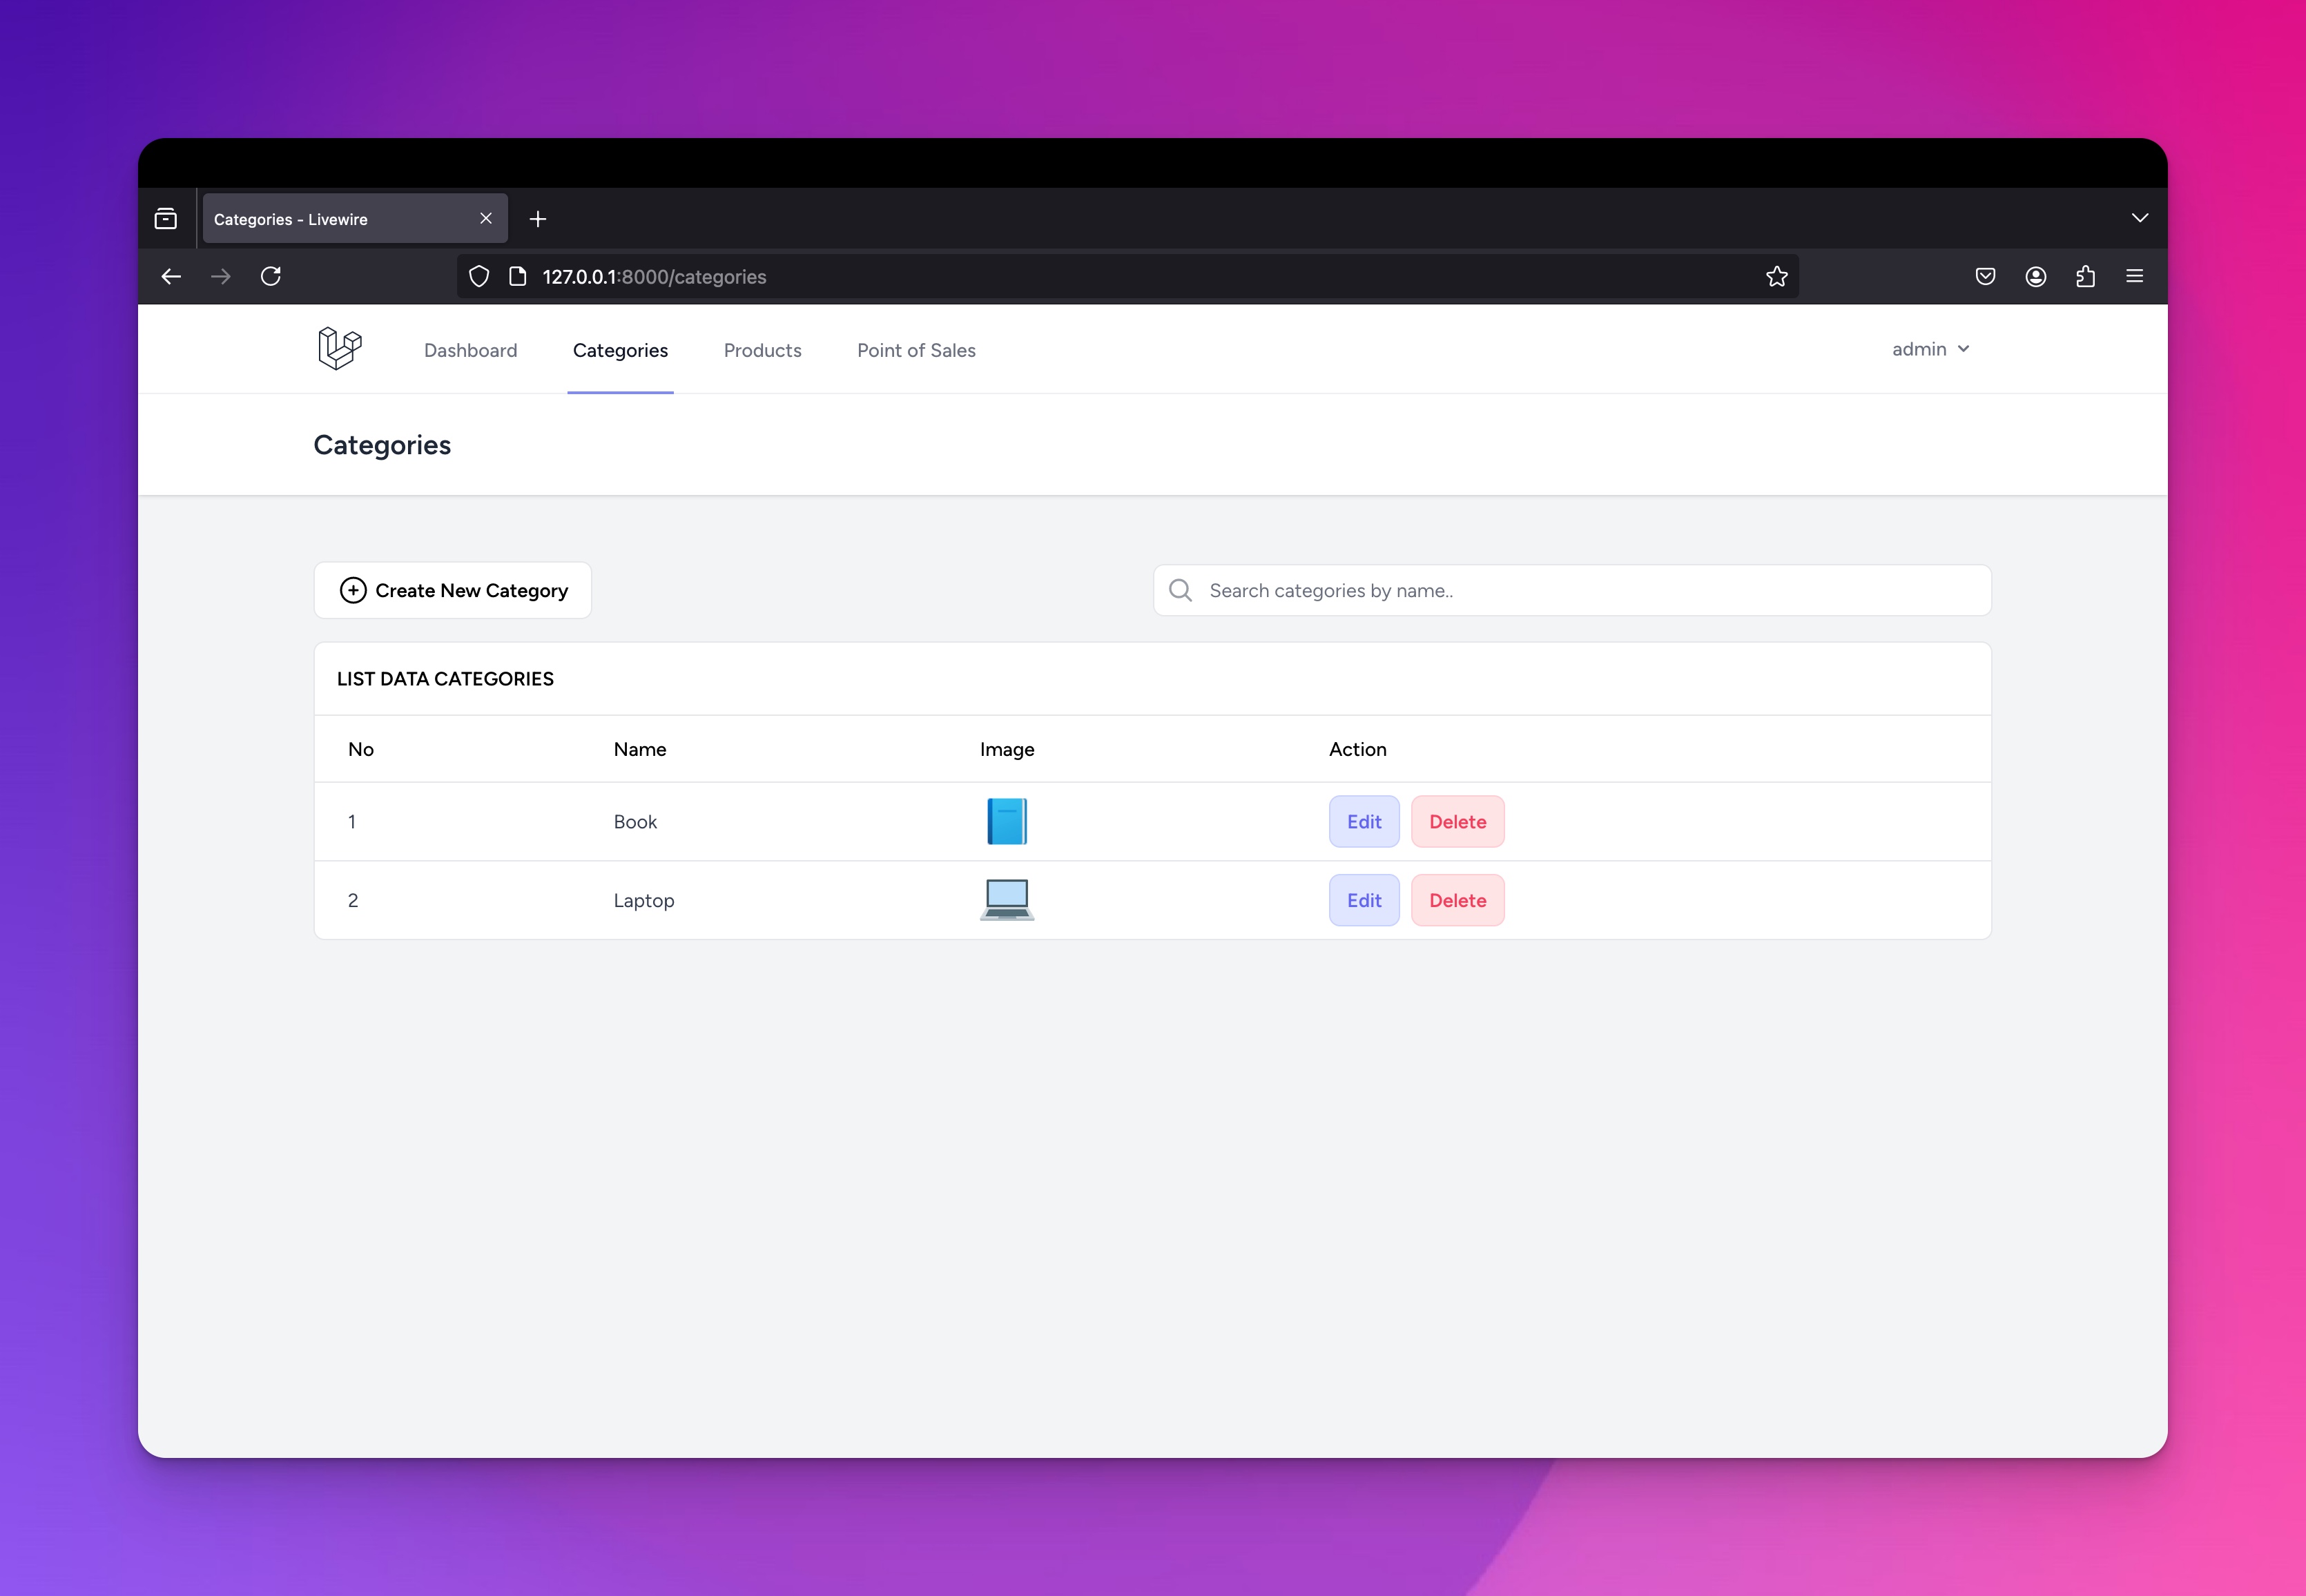 Categories - Livewire
127.0.0.1:8000/categories
Dashboard Categories Products Point of Sales admin
Categories
Create New Category Search categories by name..
LIST DATA CATEGORIES
No Name Image Action
1 Book Edit Delete
2 Laptop Edit Delete